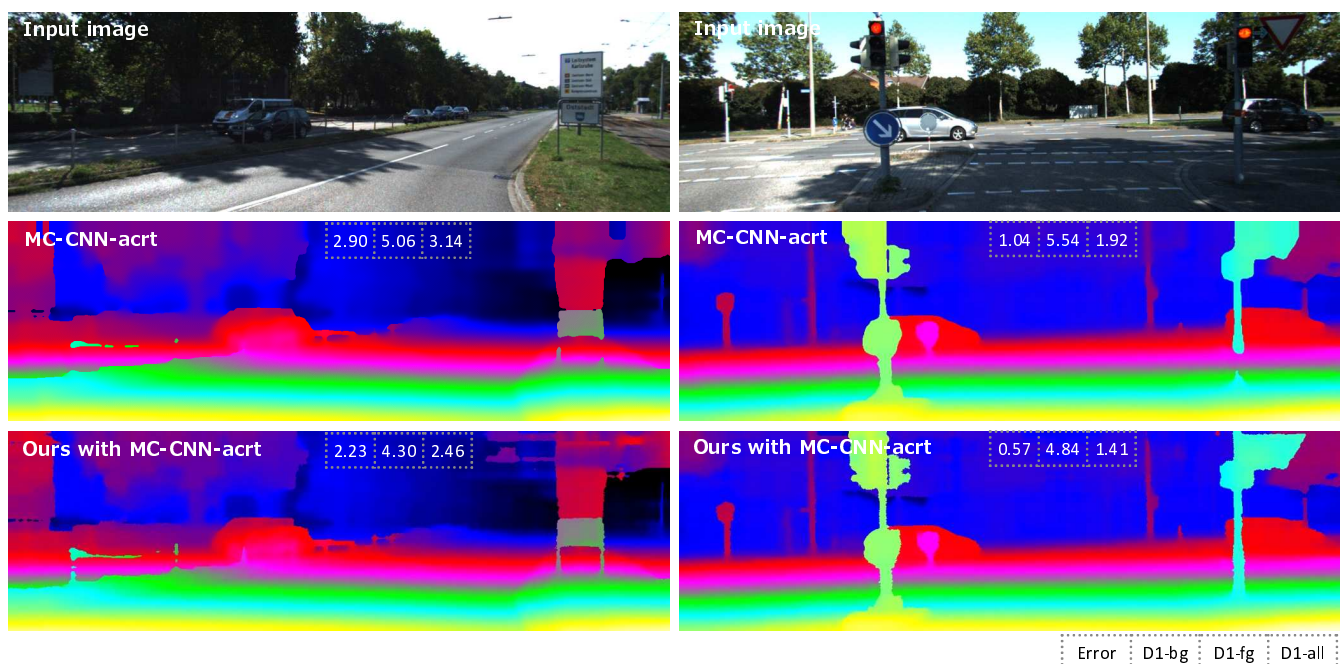 Input image
Input image
Leitsystem
Karlsruhe
MC-CNN-acrt
2.90 5.06 3.14
MC-CNN-acrt
1.04 5.54 1.92
Ours with MC-CNN-acrt
2.23 4.30 2.46
Ours with MC-CNN-acrt
0.57 4.84 1.41
Error D1-bg D1-fg D1-all